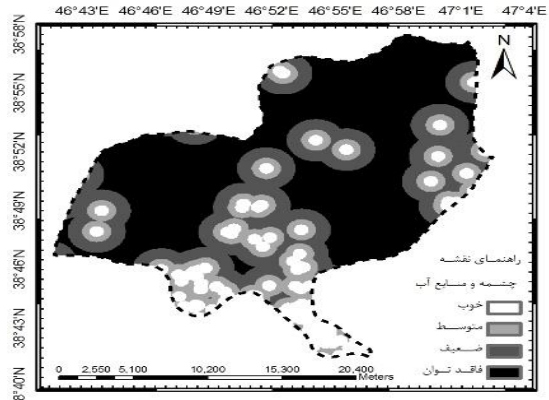 46°43'E 46°46'E 46°49'E 46°52'E 46°55'E 46°58'E 47°1'E 47°4'E
38°58'N
38°55'N
38°52'N
38°49'N
38°46'N
38°43'N
38°40'N
N
راهنمای نقشه
چشمه و منابع آب
خوب
متوسط
ضعیف
فاقد توان
0 2,550 5,100 10,200 15,300 20,400
Meters